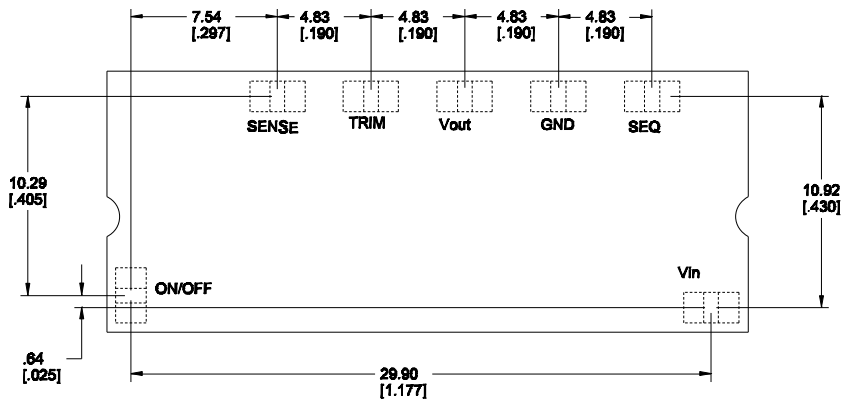 7.54
[.297]
4.83
[.190]
4.83
[.190]
4.83
[.190]
4.83
[.190]
SENSE
TRIM
Vout
GND
SEQ
10.29
[.405]
10.92
[.430]
ON/OFF
Vin
.64
[.025]
29.90
[1.177]